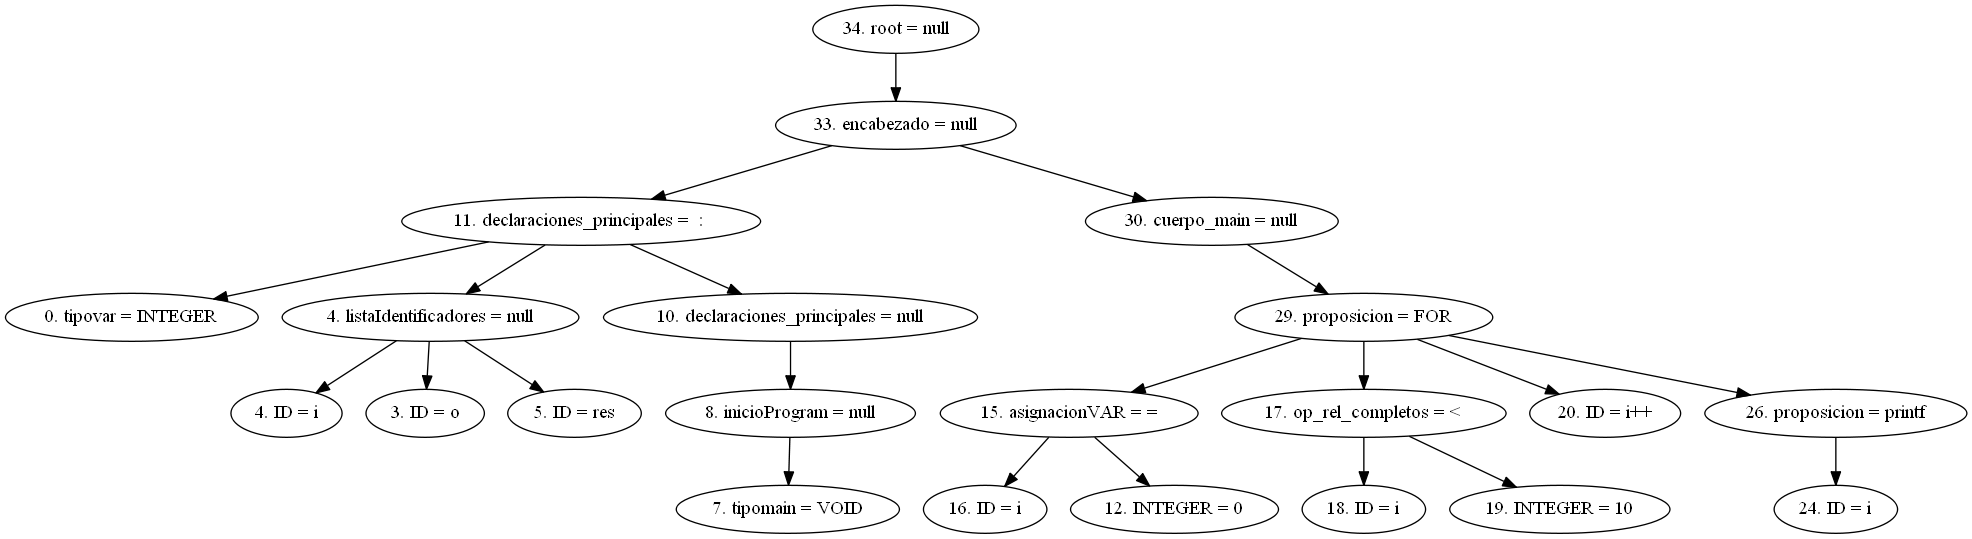 34. root = null
33. encabezado = null
11. declaraciones_principales =  :
30. cuerpo_main = null
0. tipovar = INTEGER
4. listaIdentificadores = null
10. declaraciones_principales = null
29. proposicion = FOR
4. ID = i
3. ID = o
5. ID = res
8. inicioProgram = null
15. asignacionVAR = =
17. op_rel_completos = <
20. ID = i++
26. proposicion = printf
7. tipomain = VOID
16. ID = i
12. INTEGER = 0
18. ID = i
19. INTEGER = 10
24. ID = i